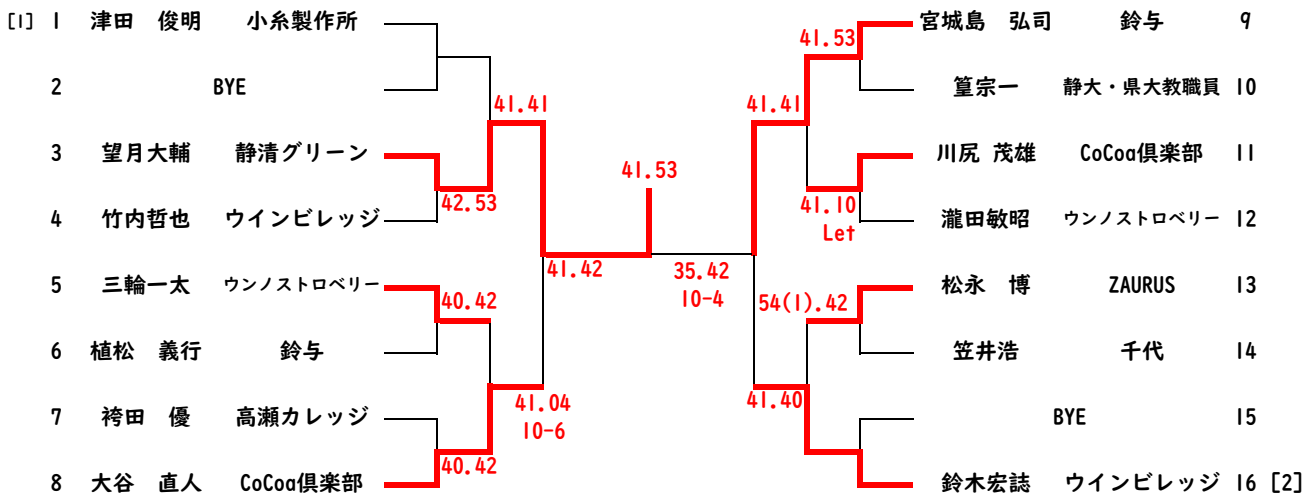 [1] 1 津田 俊明 小糸製作所
宮城島 弘司 鈴与 9
41.53
2 BYE
篁宗一 静大・県大教職員 10
41.41
41.41
3 望月大輔 静清グリーン
41.53
川尻 茂雄 CoCoa倶楽部 11
42.53
41.10
Let
4 竹内哲也 ウインビレッジ
瀧田敏昭 ウンノストロベリー 12
41.42
35.42
10-4
5 三輪一太 ウンノストロベリー
40.42
54(1).42
松永 博 ZAURUS 13
6 植松 義行 鈴与
笠井浩 千代 14
41.04
10-6
41.40
7 袴田 優 高瀬カレッジ
BYE 15
40.42
8 大谷 直人 CoCoa倶楽部
鈴木宏誌 ウインビレッジ 16 [2]